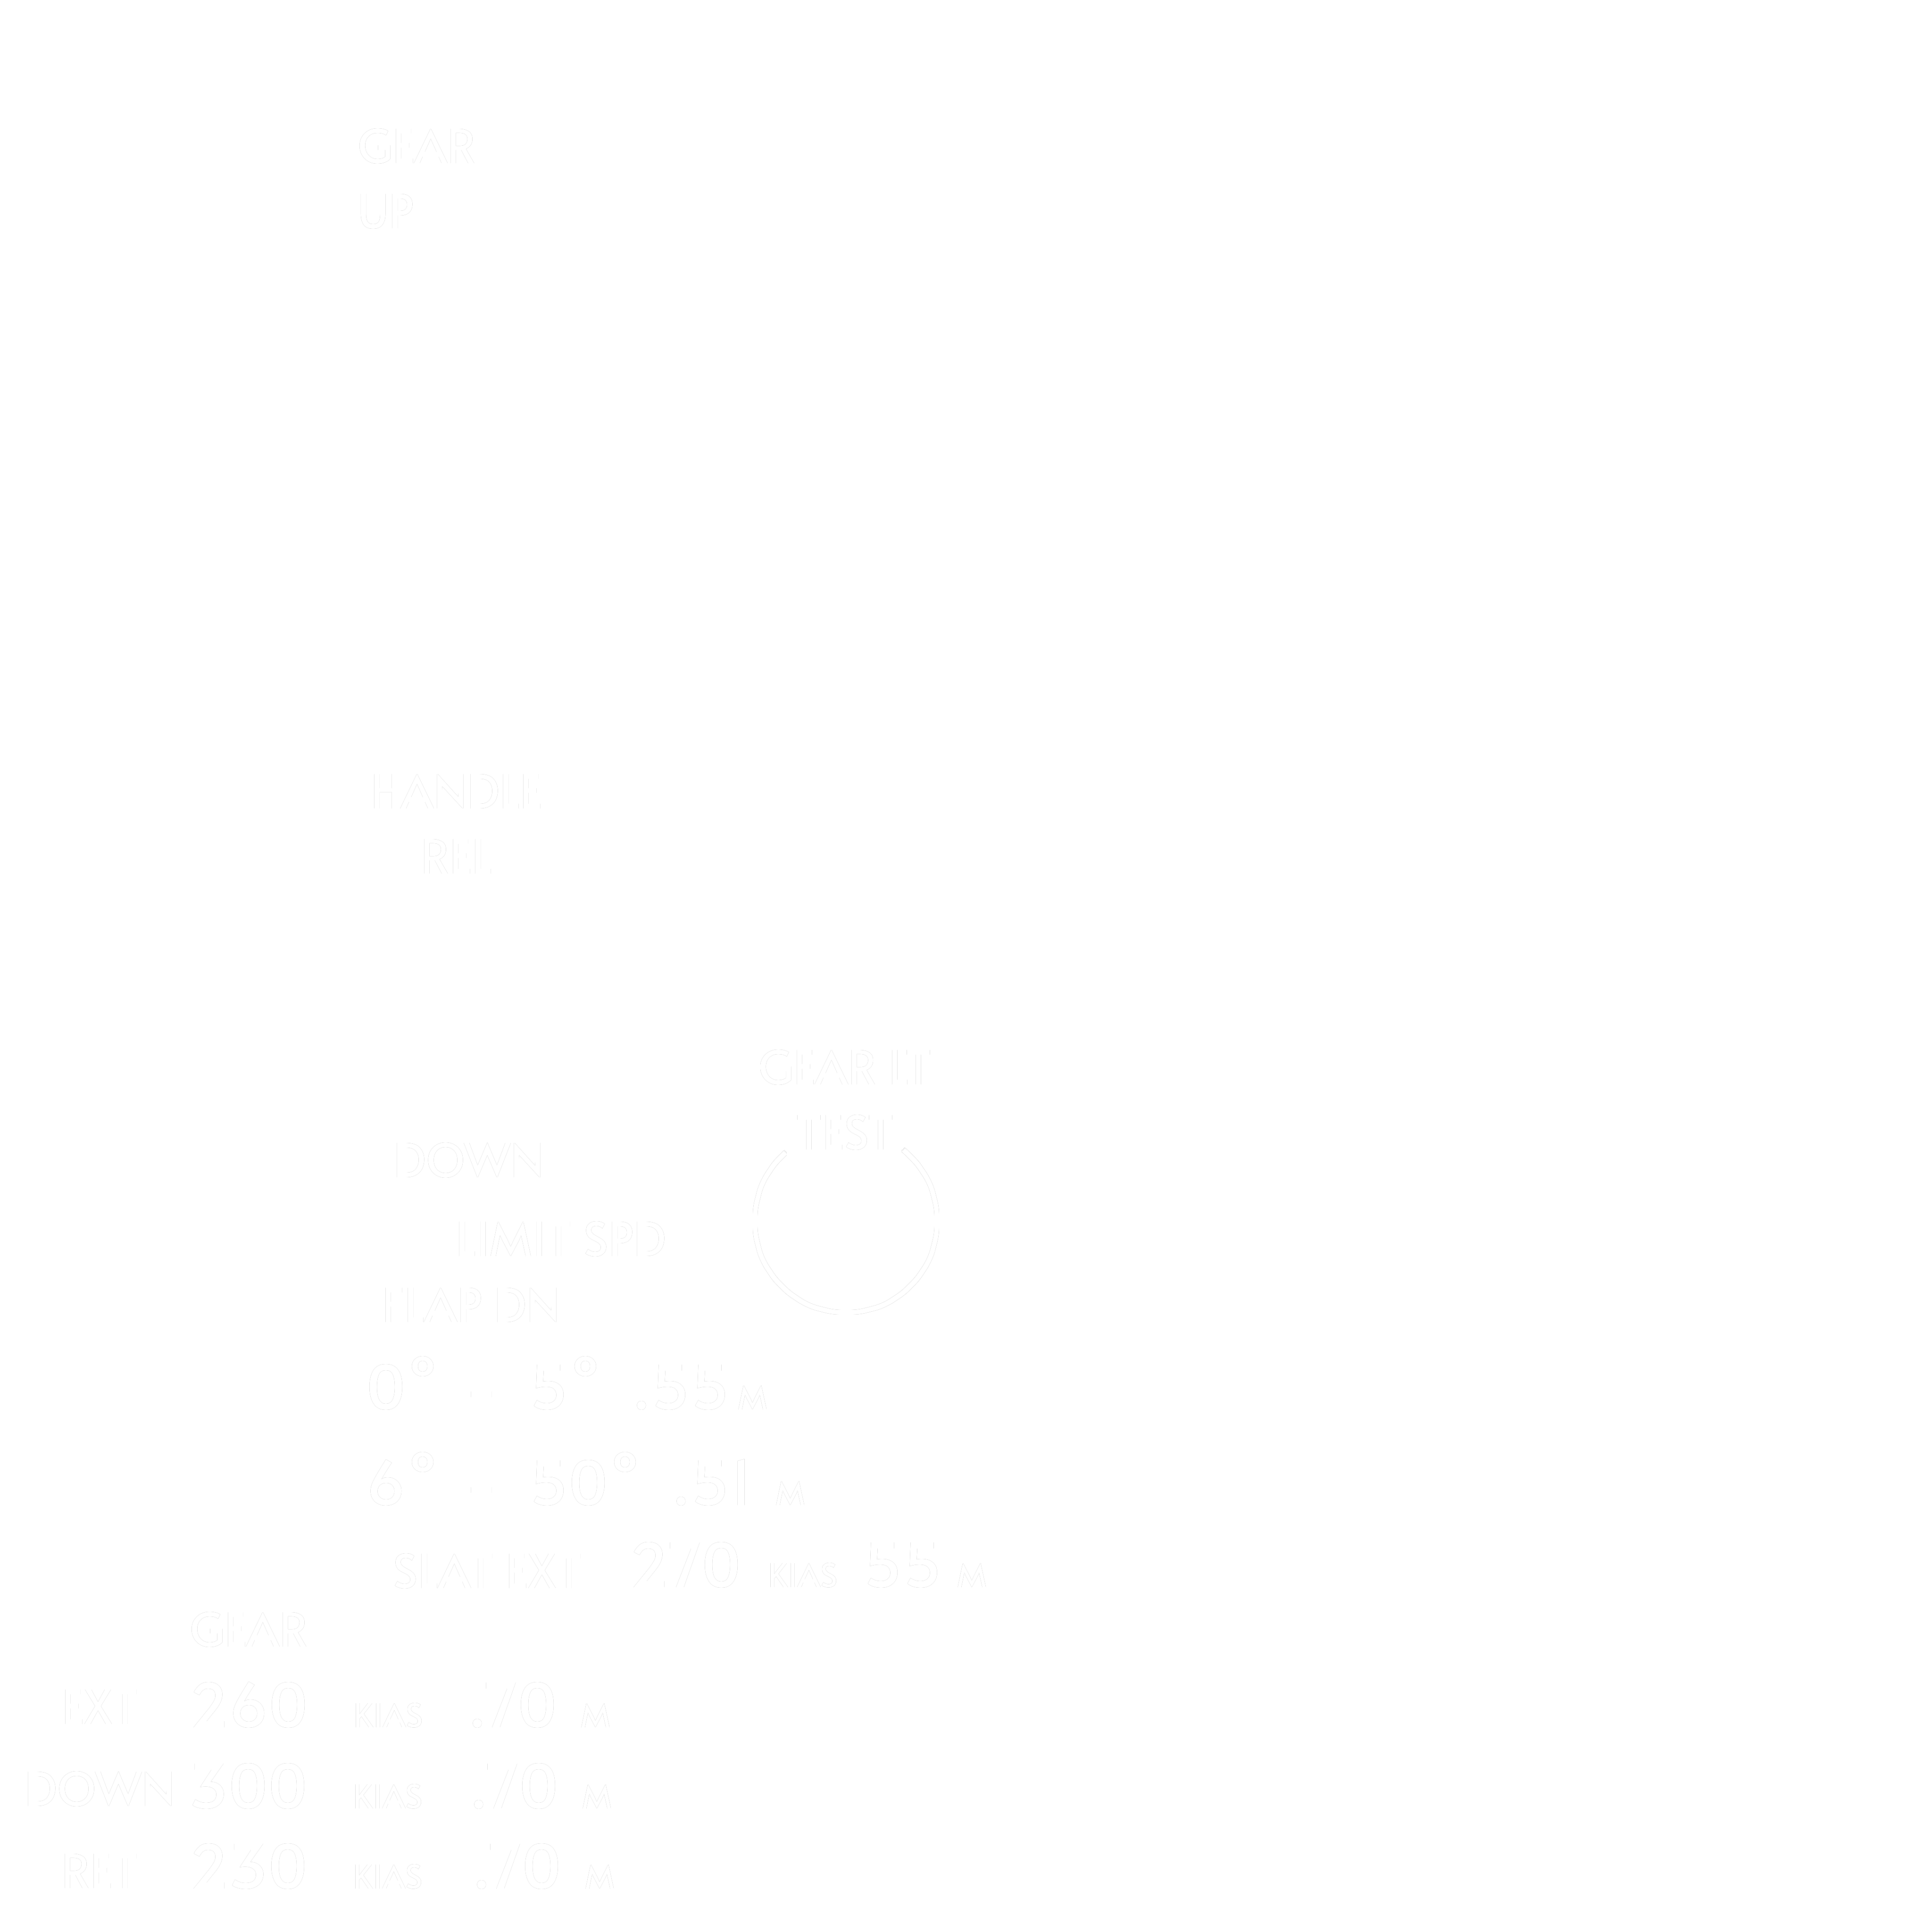 GEAR
UP
HANDLE
REL
GEAR LT
TEST
DOWN
LIMIT SPD
FLAP DN
0° - 5° .55 M
6° - 50° .51 M
SLAT EXT 270 KIAS 55 M
GEAR
EXT 260 KIAS .70 M
DOWN 300 KIAS .70 M
RET 230 KIAS .70 M